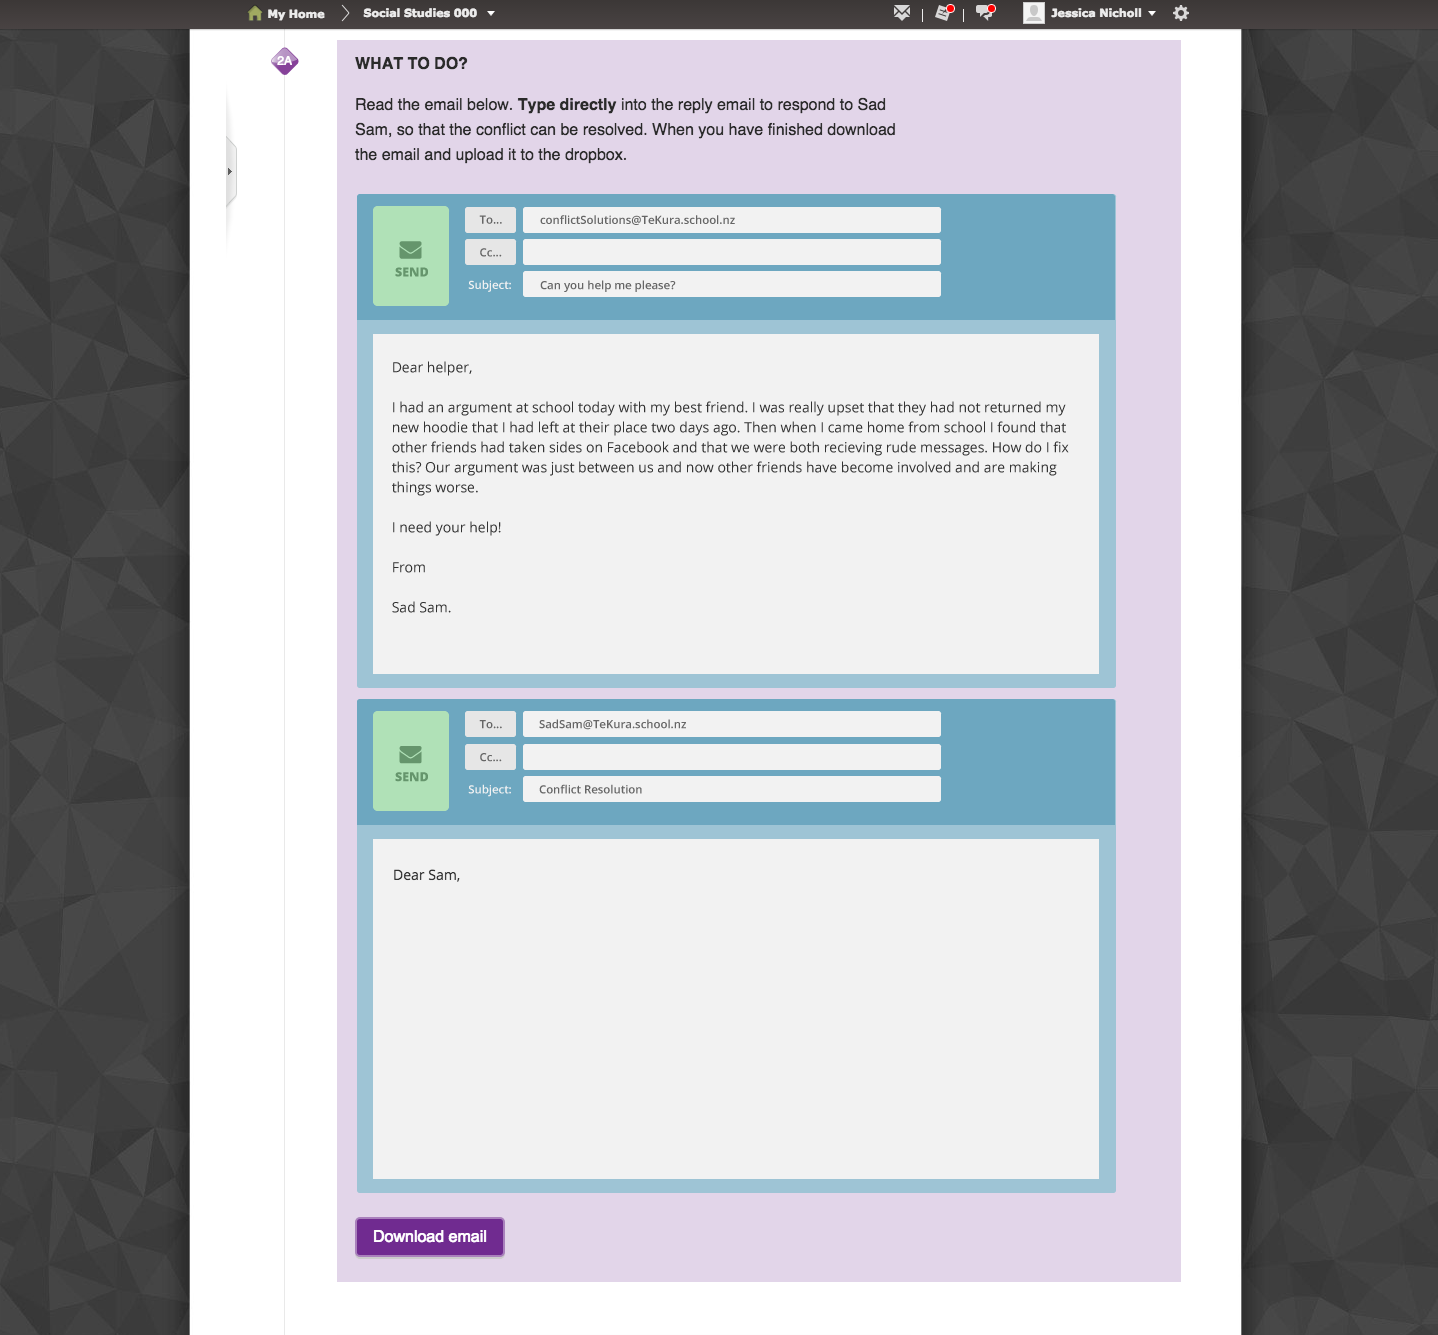 My Home
Social Studies 000
Jessica Nicholl
2A
WHAT TO DO?
Read the email below. Type directly into the reply email to respond to Sad
Sam, so that the conflict can be resolved. When you have finished download
the email and upload it to the dropbox.
To...
conflictSolutions@TeKura.school.nz
Cc...
SEND
Subject:
Can you help me please?
Dear helper,
I had an argument at school today with my best friend. I was really upset that they had not returned my
new hoodie that I had left at their place two days ago. Then when I came home from school I found that
other friends had taken sides on Facebook and that we were both recieving rude messages. How do I fix
this? Our argument was just between us and now other friends have become involved and are making
things worse.
I need your help!
From
Sad Sam.
To...
SadSam@TeKura.school.nz
Cc...
SEND
Subject:
Conflict Resolution
Dear Sam,
Download email